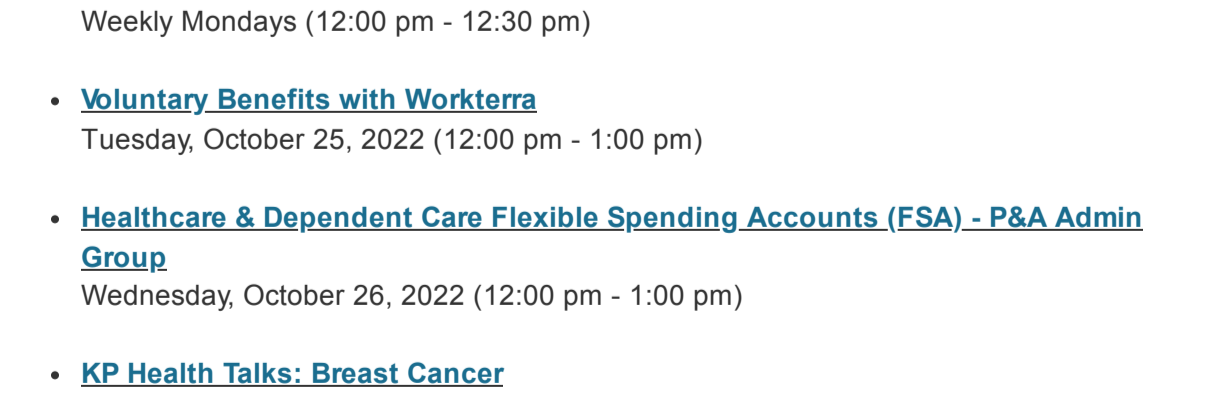 Weekly Mondays (12:00 pm - 12:30 pm)
• Voluntary Benefits with Workterra
Tuesday, October 25, 2022 (12:00 pm - 1:00 pm)
• Healthcare & Dependent Care Flexible Spending Accounts (FSA) - P&A Admin
Group
Wednesday, October 26, 2022 (12:00 pm - 1:00 pm)
• KP Health Talks: Breast Cancer